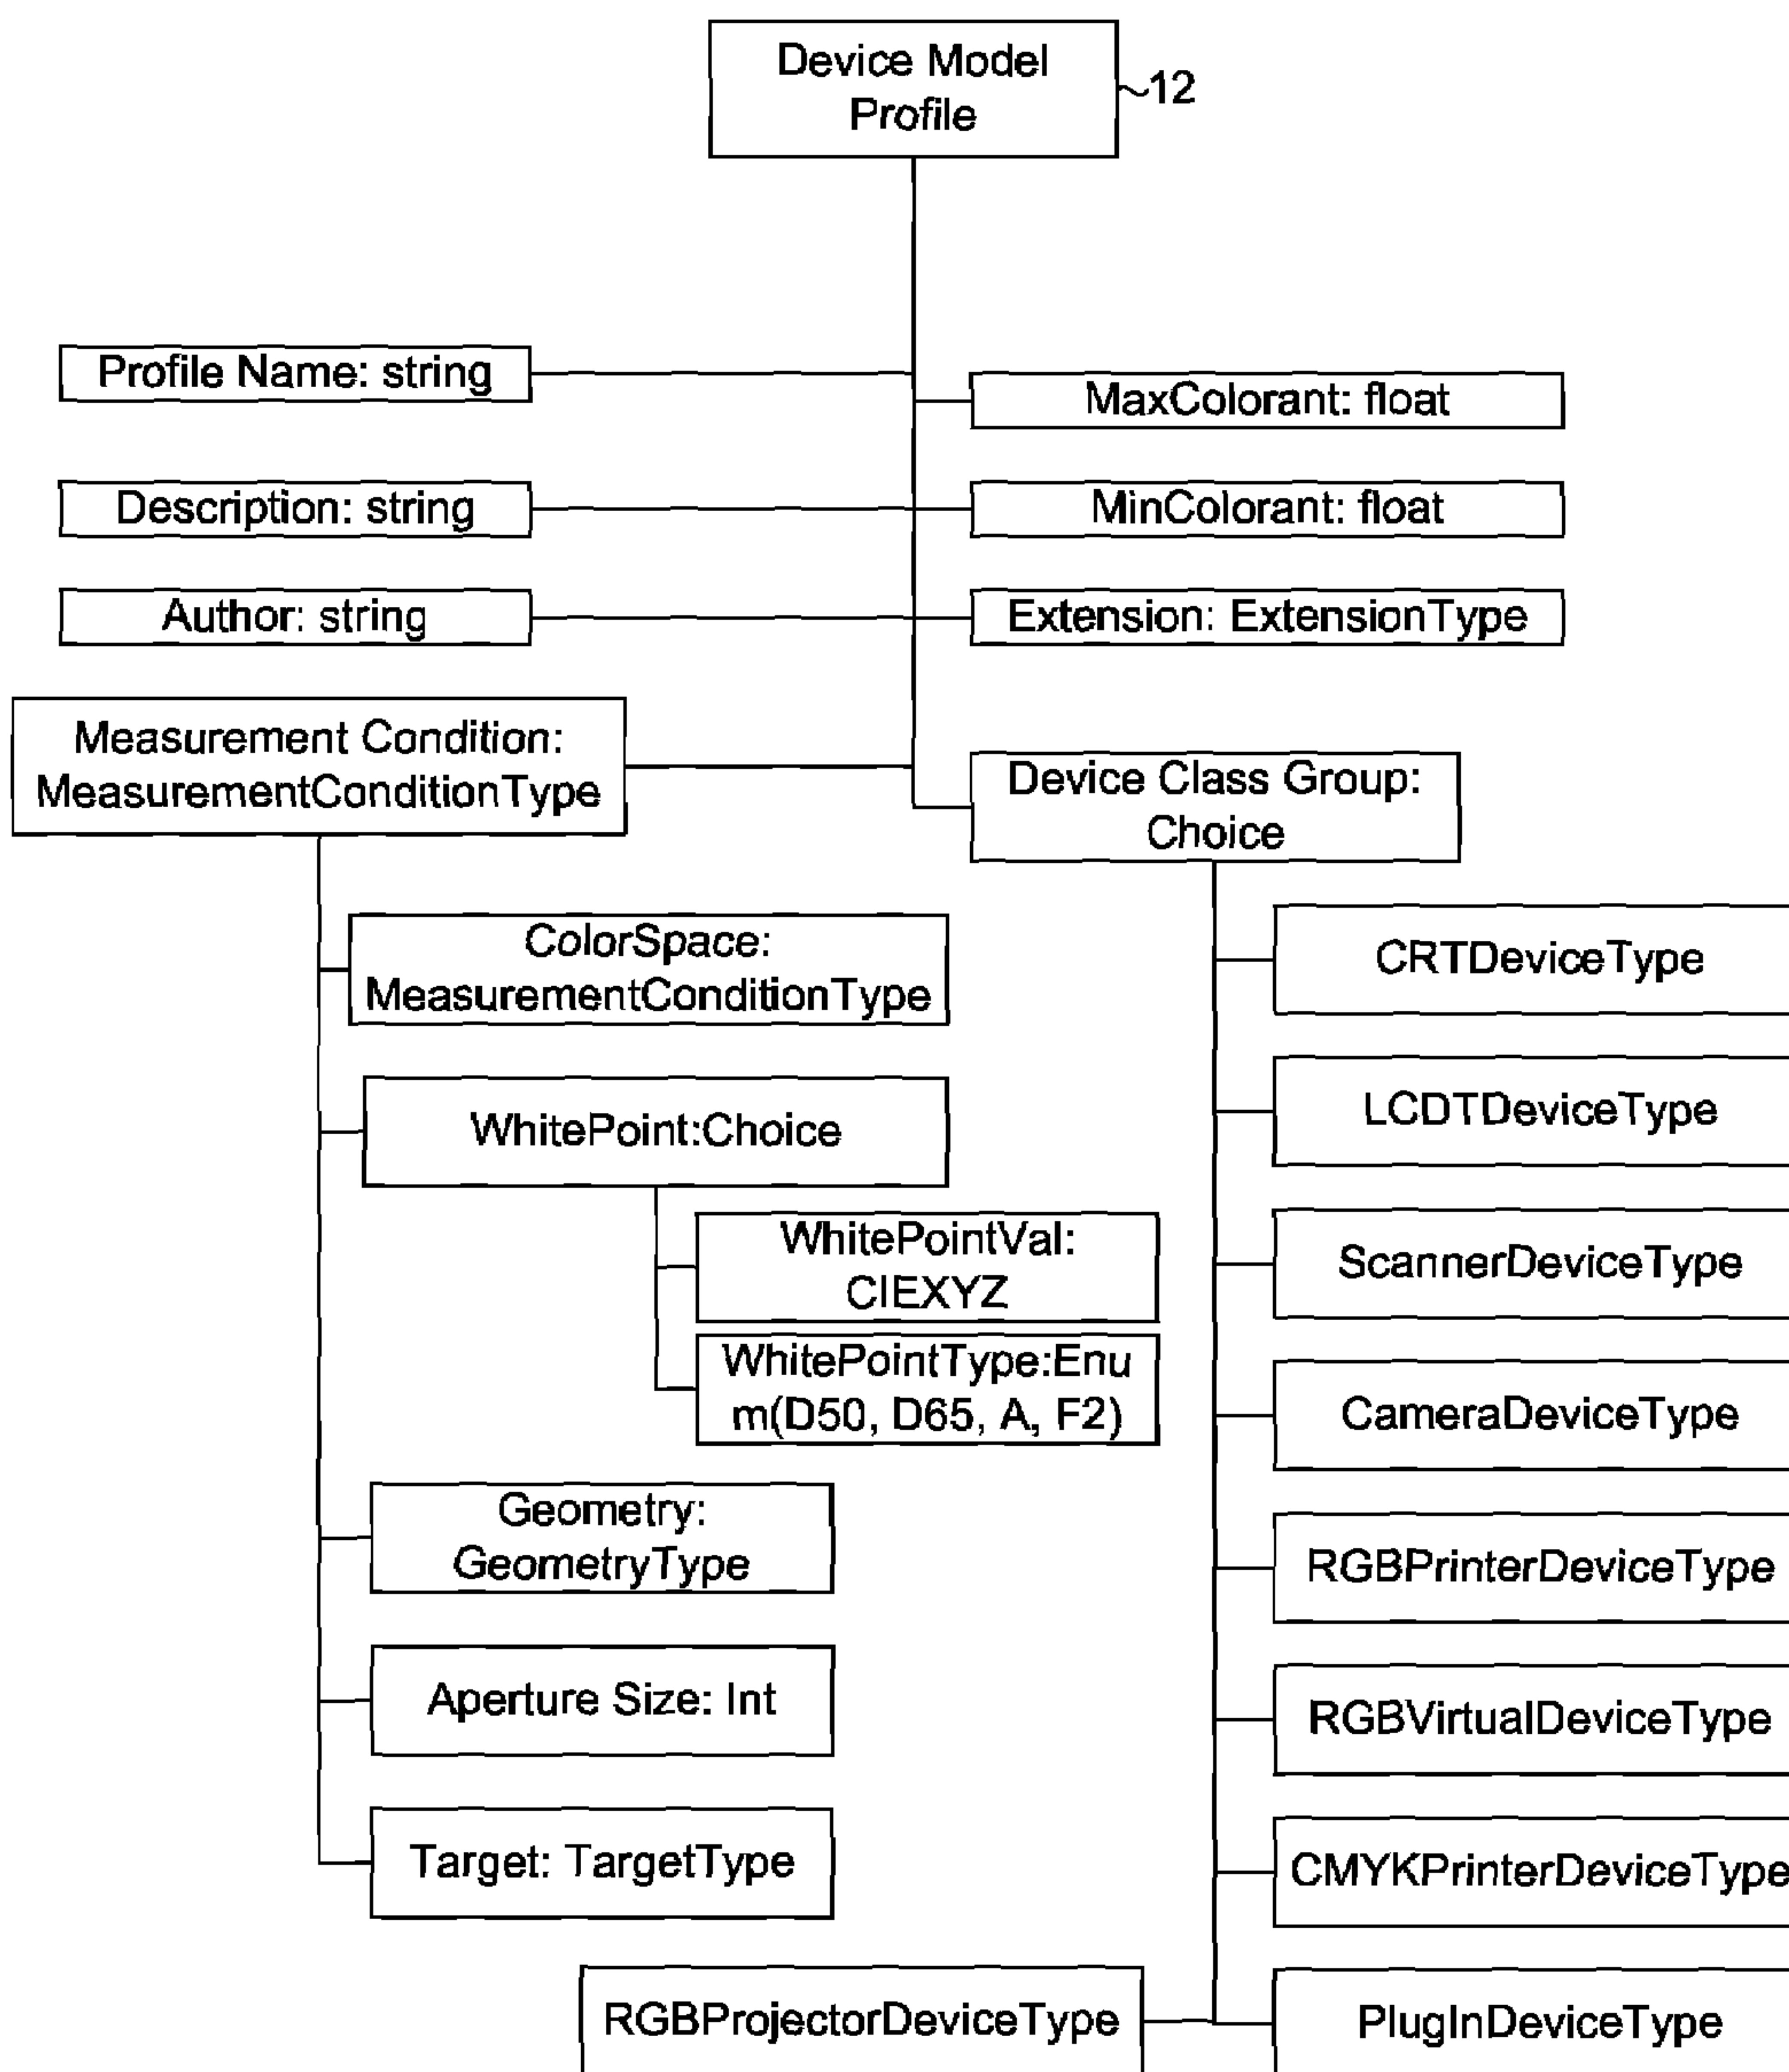 Device Model
Profile
12
Profile Name: string
MaxColorant: float
Description: string
MinColorant: float
Author: string
Extension: ExtensionType
Measurement Condition:
MeasurementConditionType
Device Class Group:
Choice
ColorSpace:
MeasurementConditionType
WhitePoint:Choice
WhitePointVal:
CIEXYZ
WhitePointType:Enu
m(D50, D65, A, F2)
Geometry:
GeometryType
Aperture Size: Int
Target: TargetType
CRTDeviceType
LCDTDeviceType
ScannerDeviceType
CameraDeviceType
RGBPrinterDeviceType
RGBVirtualDeviceType
CMYKPrinterDeviceType
RGBProjectorDeviceType
PlugInDeviceType